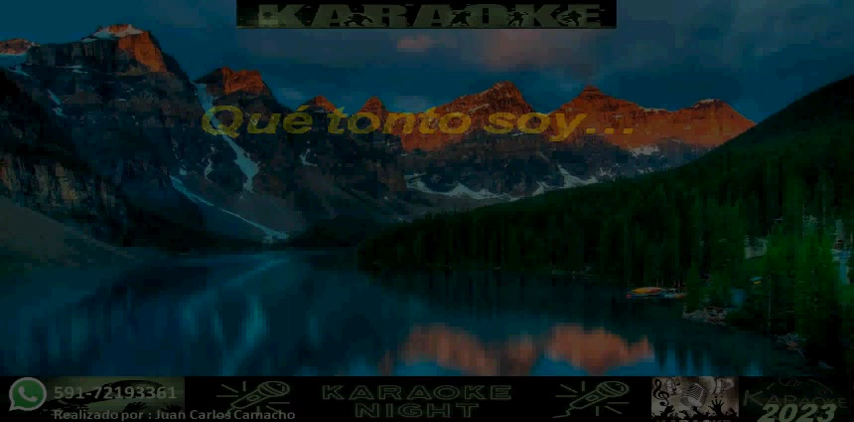 KARAOKE
Qué tonto soy...
591-72193361
Realizado por : Juan Carlos Camacho
KARAOKE
NIGHT
KARAOKE
2023